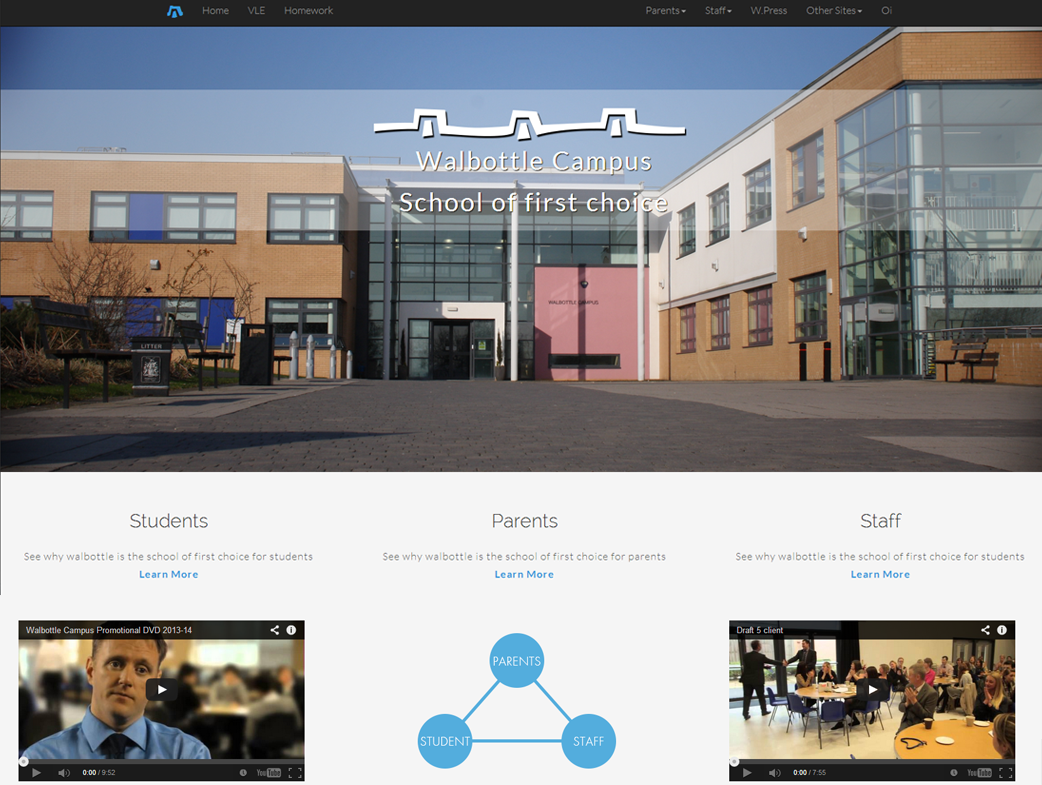 Home VLE Homework Parents Staff W.Press Other Sites Oi
Walbottle Campus
School of first choice
WALBOTTLE CAMPUS
LITTER
Students
See why walbottle is the school of first choice for students
Learn More
Parents
See why walbottle is the school of first choice for parents
Learn More
Staff
See why walbottle is the school of first choice for students
Learn More
Walbottle Campus Promotional DVD 2013-14
0:00 / 9:52 YouTube
PARENTS
STUDENT STAFF
Draft 5 client
0:00 / 7:55 YouTube